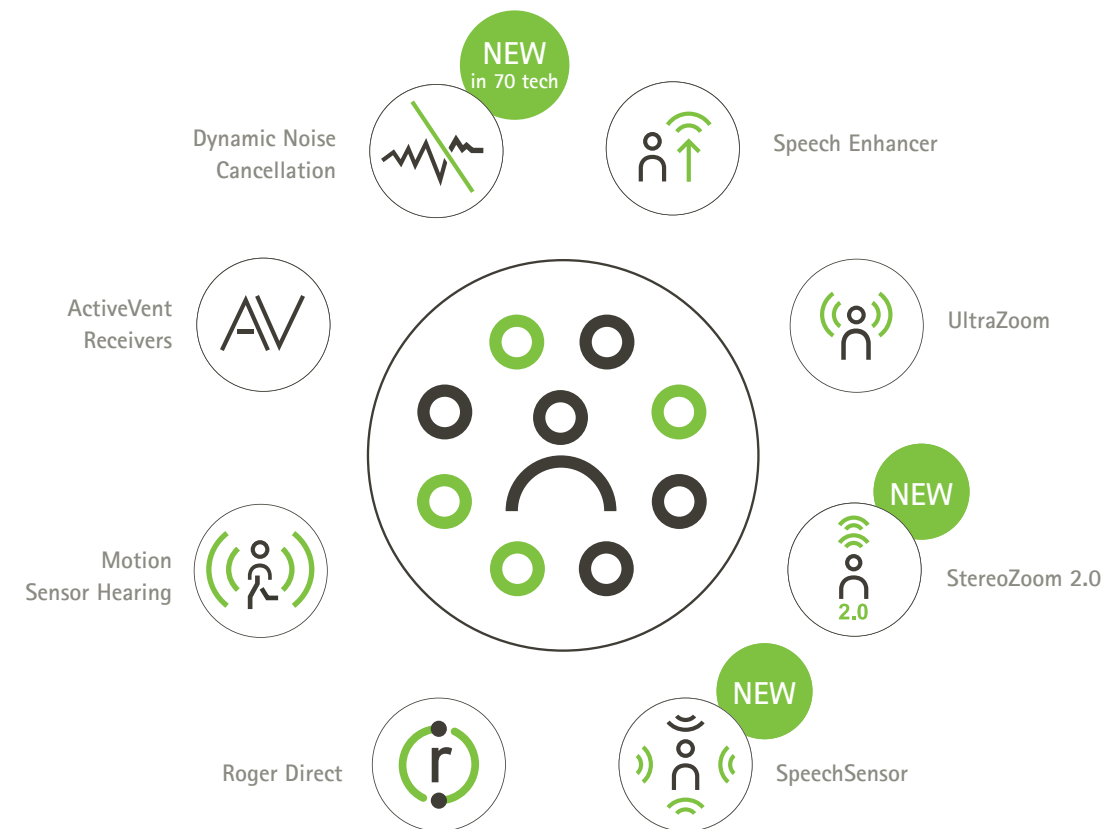 NEW
in 70 tech
Dynamic Noise
Cancellation
Speech Enhancer
ActiveVent
Receivers
AV
UltraZoom
NEW
Motion
Sensor Hearing
2.0
StereoZoom 2.0
NEW
Roger Direct
r
SpeechSensor